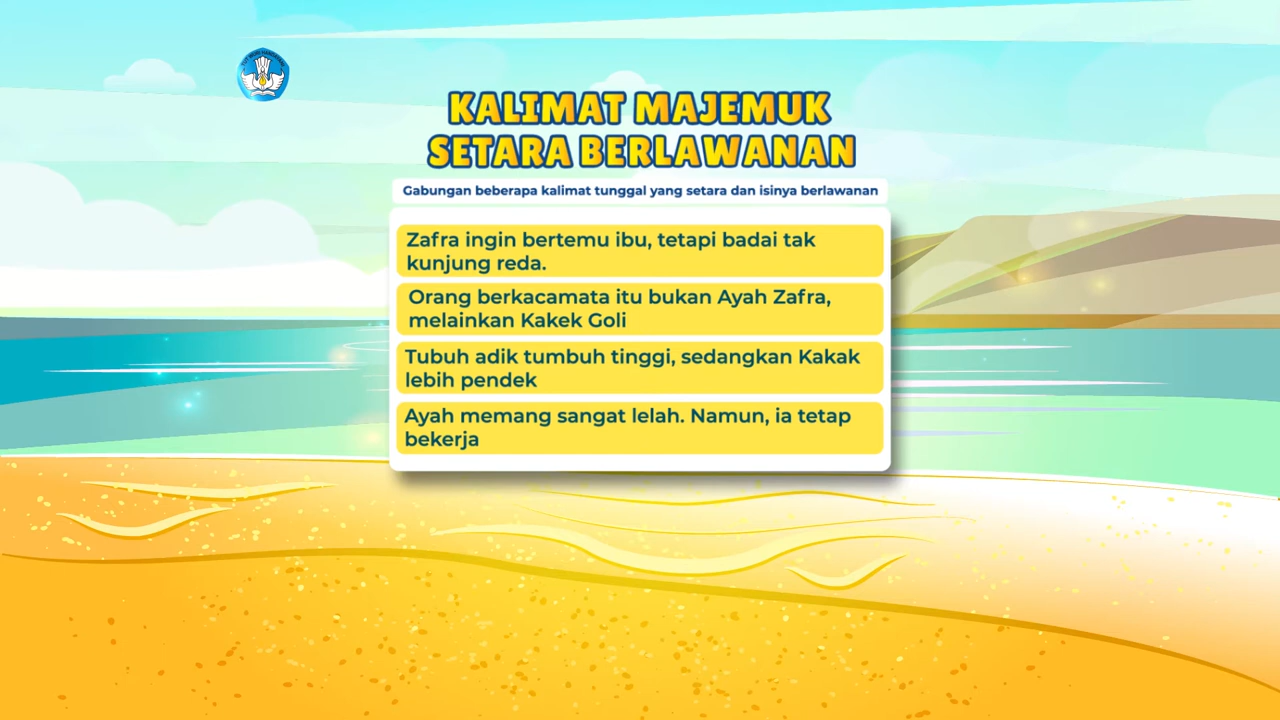 KALIMAT MAJEMUK
SETARA BERLAWANAN
Gabungan beberapa kalimat tunggal yang setara dan isinya berlawanan
Zafra ingin bertemu ibu, tetapi badai tak
kunjung reda.
Orang berkacamata itu bukan Ayah Zafra,
melainkan Kakek Goli
Tubuh adik tumbuh tinggi, sedangkan Kakak
lebih pendek
Ayah memang sangat lelah. Namun, ia tetap
bekerja